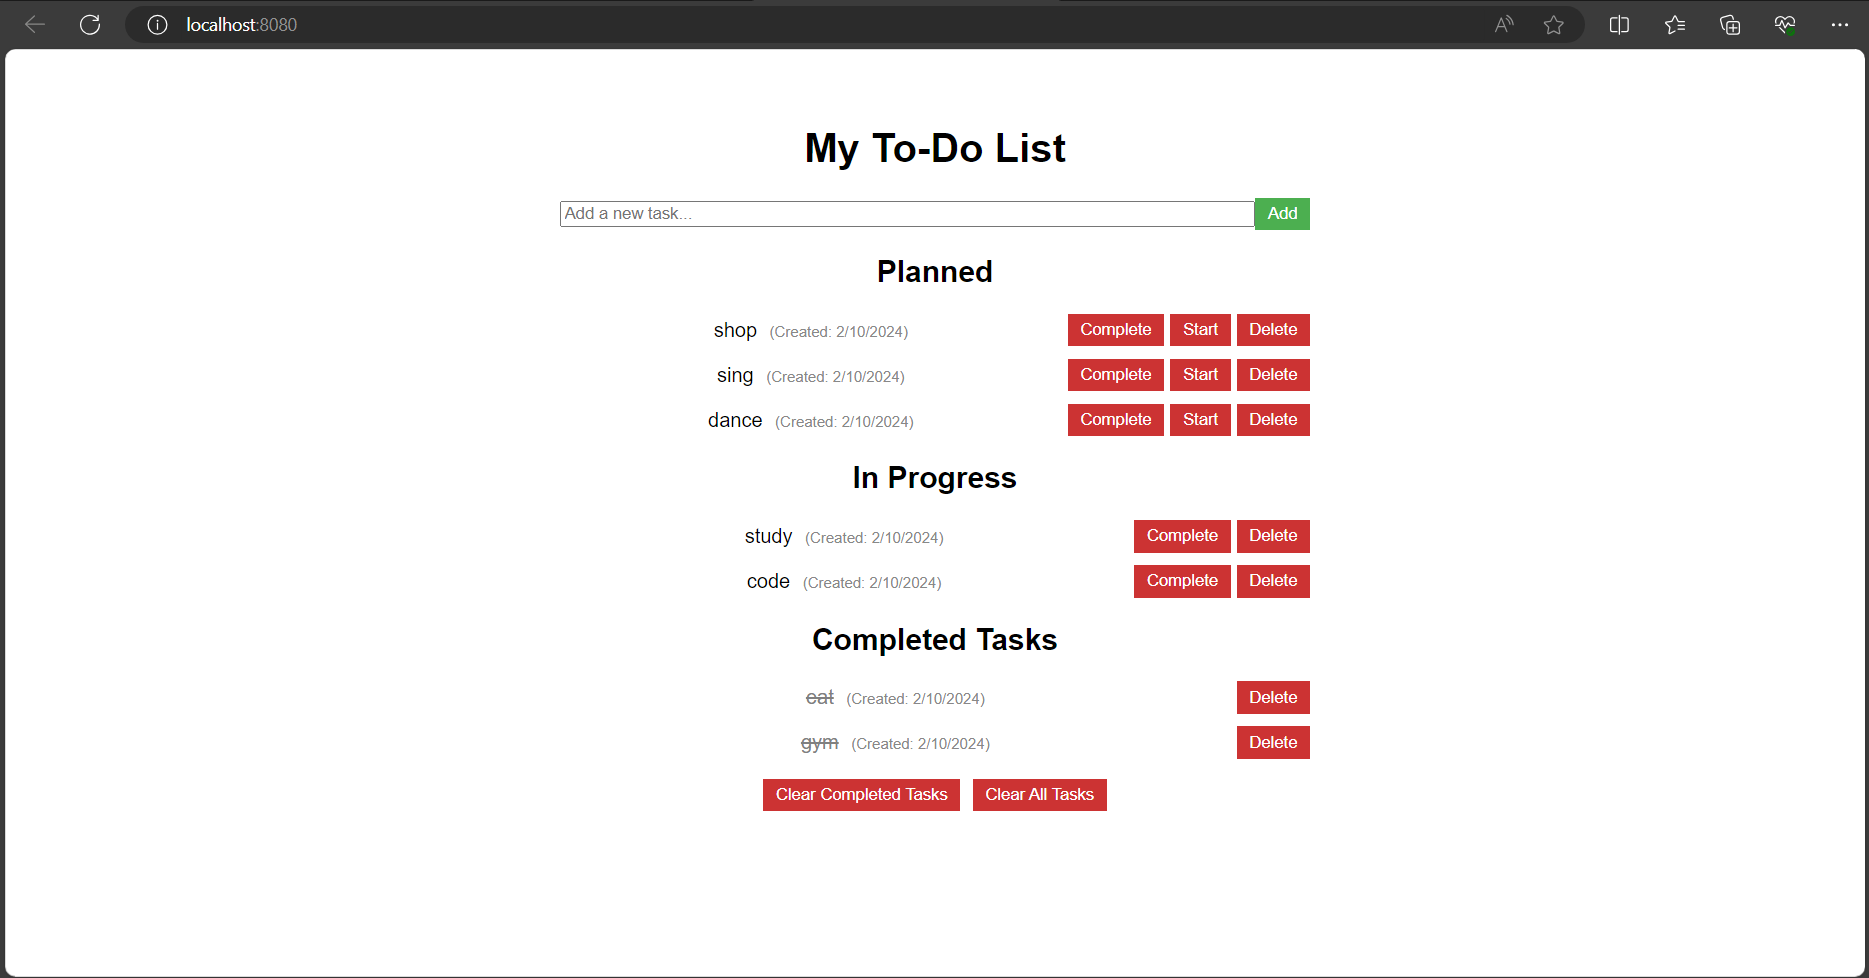 localhost:8080
My To-Do List
Add a new task... Add
Planned
shop (Created: 2/10/2024) Complete Start Delete
sing (Created: 2/10/2024) Complete Start Delete
dance (Created: 2/10/2024) Complete Start Delete
In Progress
study (Created: 2/10/2024) Complete Delete
code (Created: 2/10/2024) Complete Delete
Completed Tasks
eat (Created: 2/10/2024) Delete
gym (Created: 2/10/2024) Delete
Clear Completed Tasks Clear All Tasks